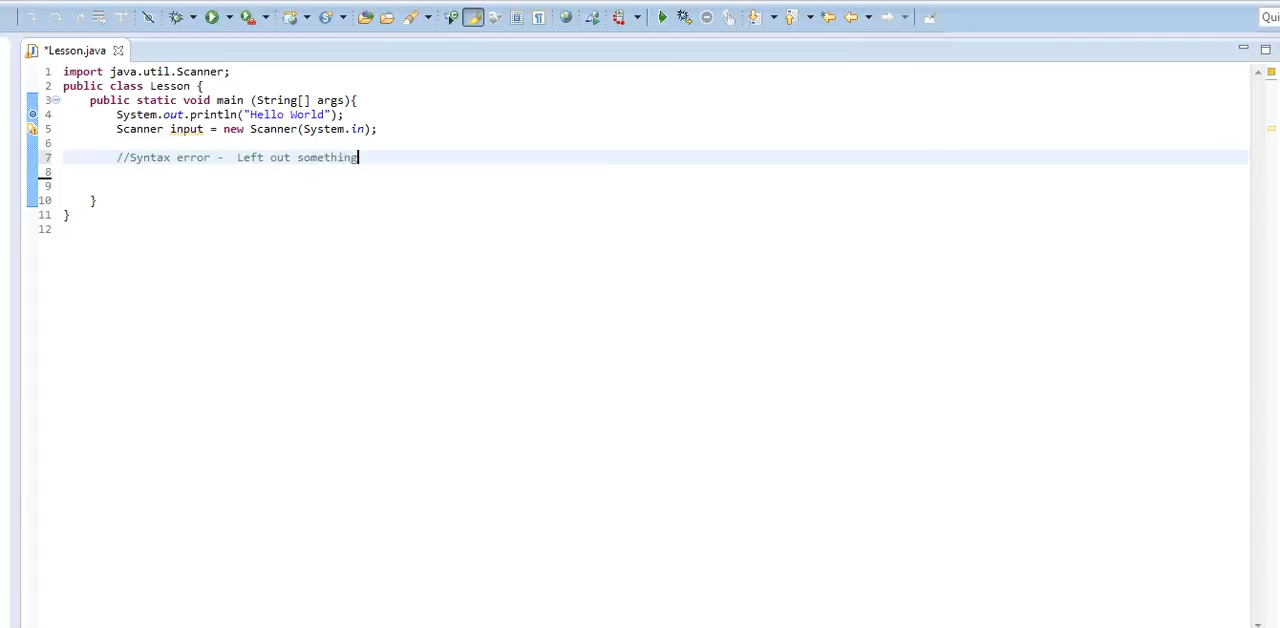 Qui
*Lesson.java
1 import java.util.Scanner;
2 public class Lesson {
3     public static void main (String[] args){
4         System.out.println("Hello World");
5         Scanner input = new Scanner(System.in);
6
7         //Syntax error -  Left out something
8
9
10     }
11 }
12